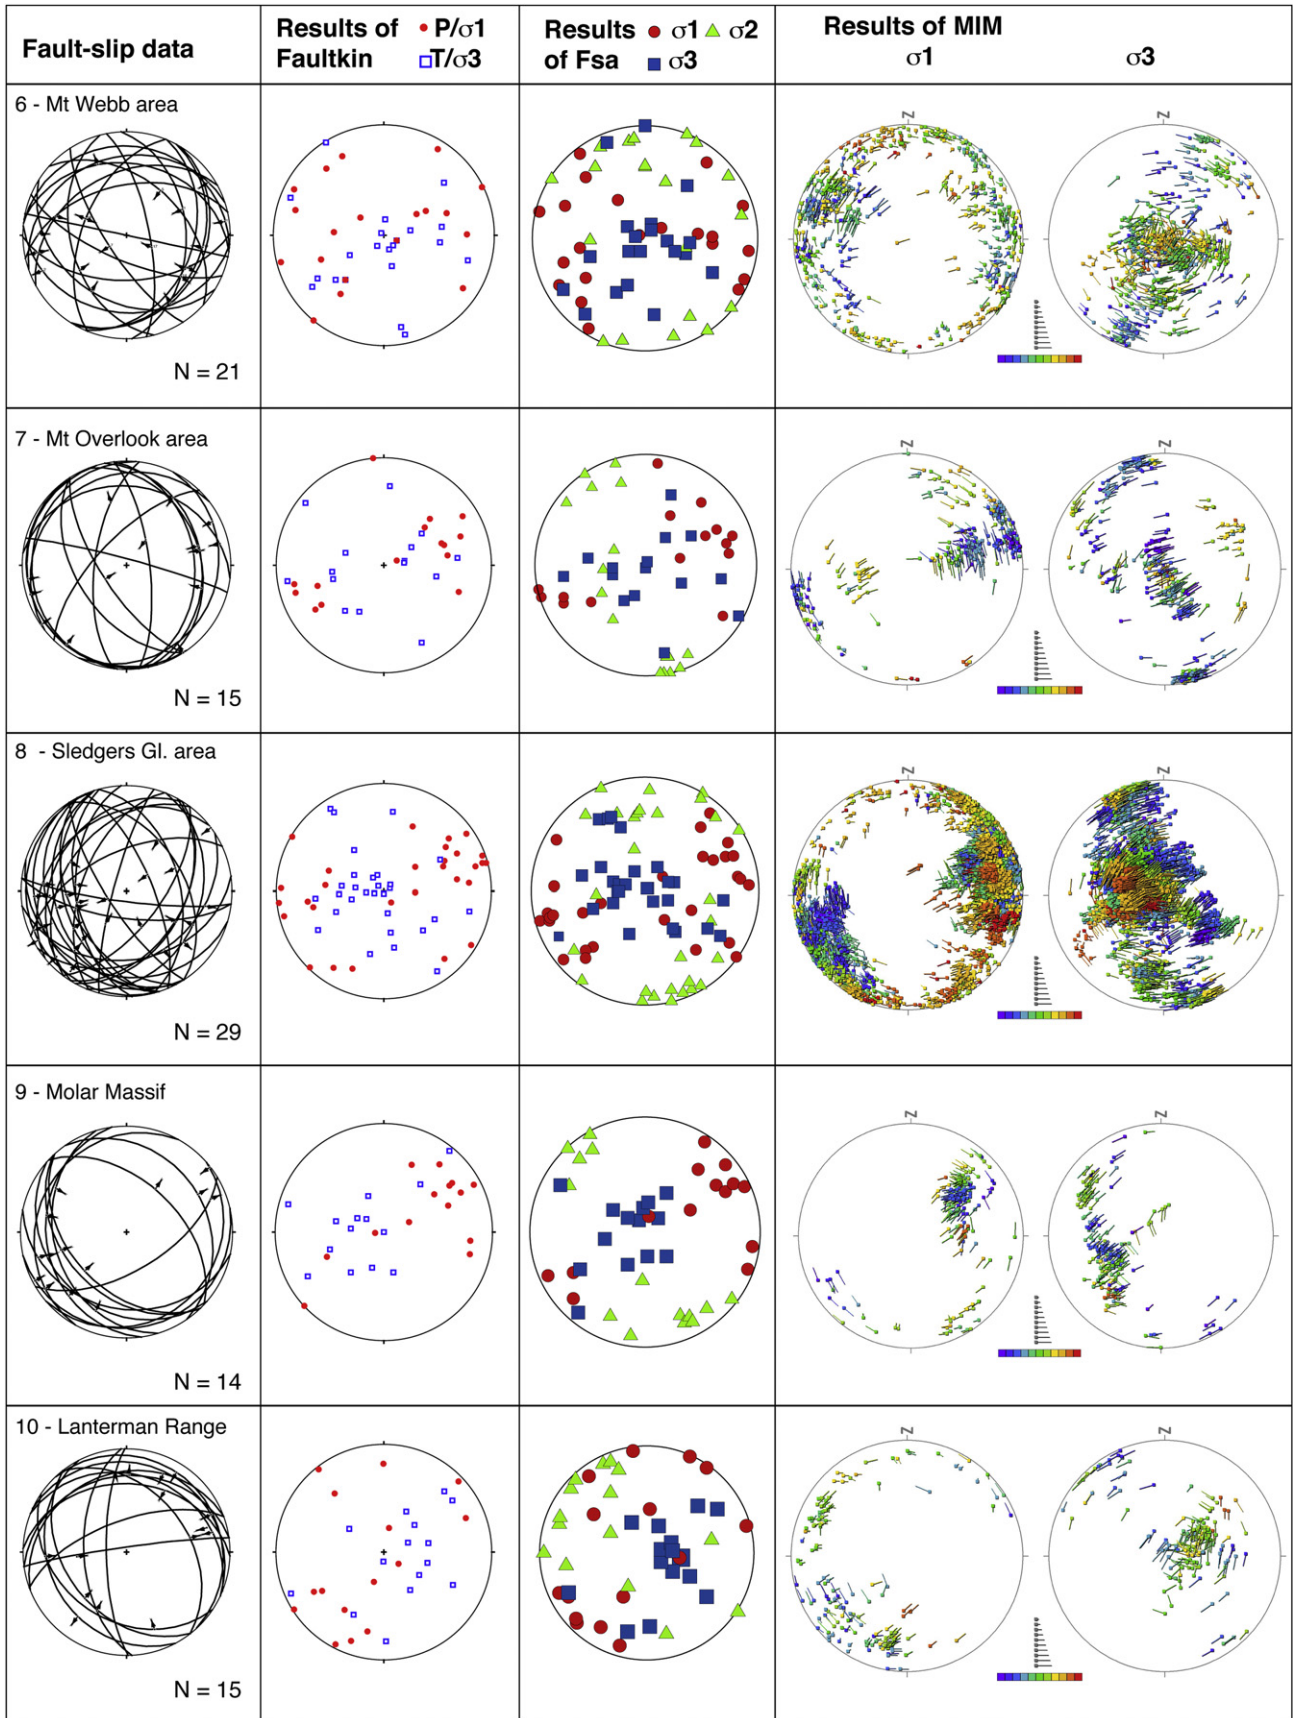 Fault-slip data
Results of Faultkin
P/σ1
T/σ3
Results of Fsa
σ1 σ2
σ3
Results of MIM
σ1 σ3
6 - Mt Webb area
N = 21
Z Z
7 - Mt Overlook area
N = 15
Z Z
8 - Sledgers Gl. area
N = 29
Z Z
9 - Molar Massif
N = 14
Z Z
10 - Lanterman Range
N = 15
Z Z